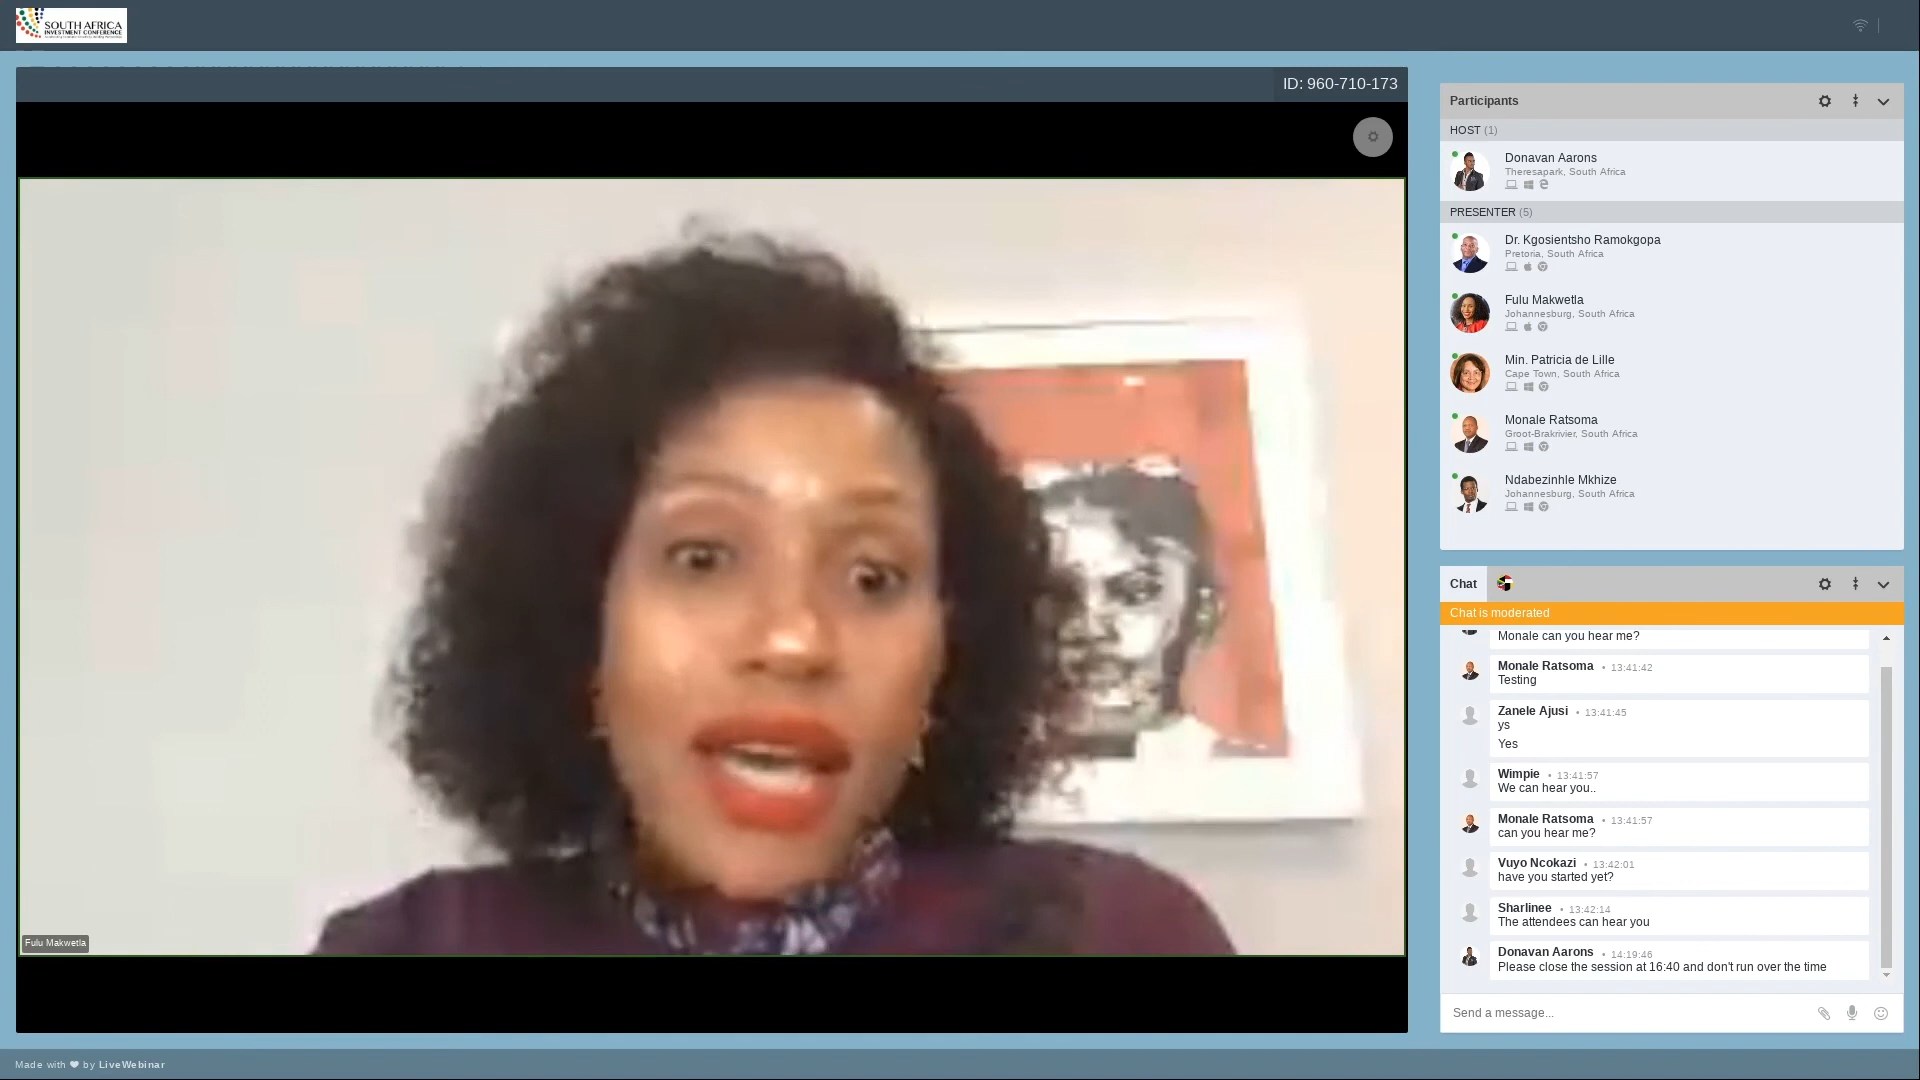 SOUTH AFRICA
INVESTMENT CONFERENCE
ID: 960-710-173
Fulu Makwetla
Participants
HOST (1)
Donavan Aarons
Theresapark, South Africa
PRESENTER (5)
Dr. Kgosientsho Ramokgopa
Pretoria, South Africa
Fulu Makwetla
Johannesburg, South Africa
Min. Patricia de Lille
Cape Town, South Africa
Monale Ratsoma
Groot-Brakrivier, South Africa
Ndabezinhle Mkhize
Johannesburg, South Africa
Chat
Chat is moderated
Monale can you hear me?
Monale Ratsoma • 13:41:42
Testing
Zanele Ajusi • 13:41:45
ys
Yes
Wimpie • 13:41:57
We can hear you..
Monale Ratsoma • 13:41:57
can you hear me?
Vuyo Ncokazi • 13:42:01
have you started yet?
Sharlinee • 13:42:14
The attendees can hear you
Donavan Aarons • 14:19:46
Please close the session at 16:40 and don't run over the time
Send a message...
Made with ❤ by LiveWebinar